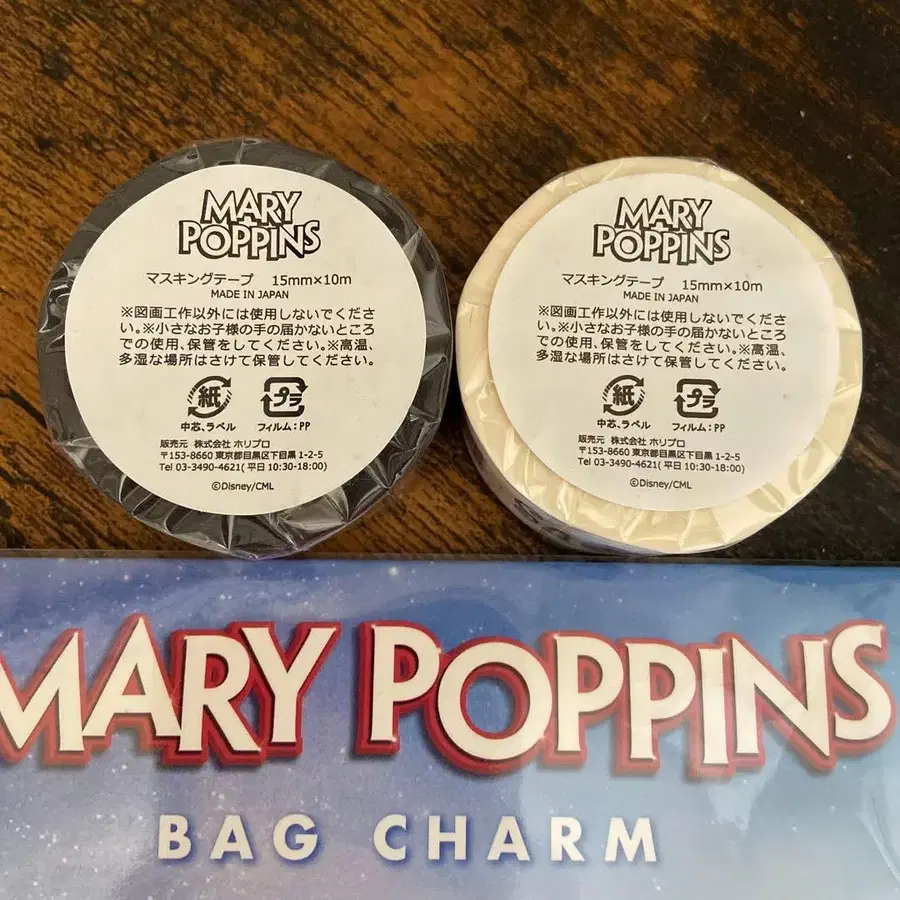 MARY
POPPINS
マスキングテープ 15mm×10m
MADE IN JAPAN
※図画工作以外には使用しないでくださ
い。※小さなお子様の手の届かないところ
での使用、保管をしてください。※高温、
多湿な場所はさけて保管してください。
紙
プラ
中芯、ラベル
フィルム:PP
販売元 株式会社 ホリプロ
〒153-8660 東京都目黒区下目黒 1-2-5
Tel 03-3490-4621( 平日 10:30-18:00)
©Disney/CML
MARY
POPPINS
マスキングテープ 15mm×10m
MADE IN JAPAN
※図画工作以外には使用しないでくださ
い。※小さなお子様の手の届かないところ
での使用、保管をしてください。※高温、
多湿な場所はさけて保管してください。
紙
プラ
中芯、ラベル
フィルム:PP
販売元 株式会社 ホリプロ
〒153-8660 東京都目黒区下目黒 1-2-5
Tel 03-3490-4621( 平日 10:30-18:00)
©Disney/CML
MARY POPPINS
BAG CHARM